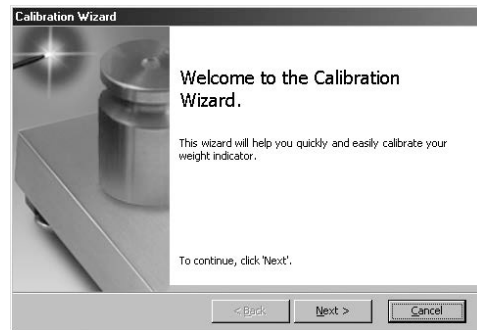 Calibration Wizard
Welcome to the Calibration
Wizard.
This wizard will help you quickly and easily calibrate your
weight indicator.
To continue, click 'Next'.
< Back
Next >
Cancel